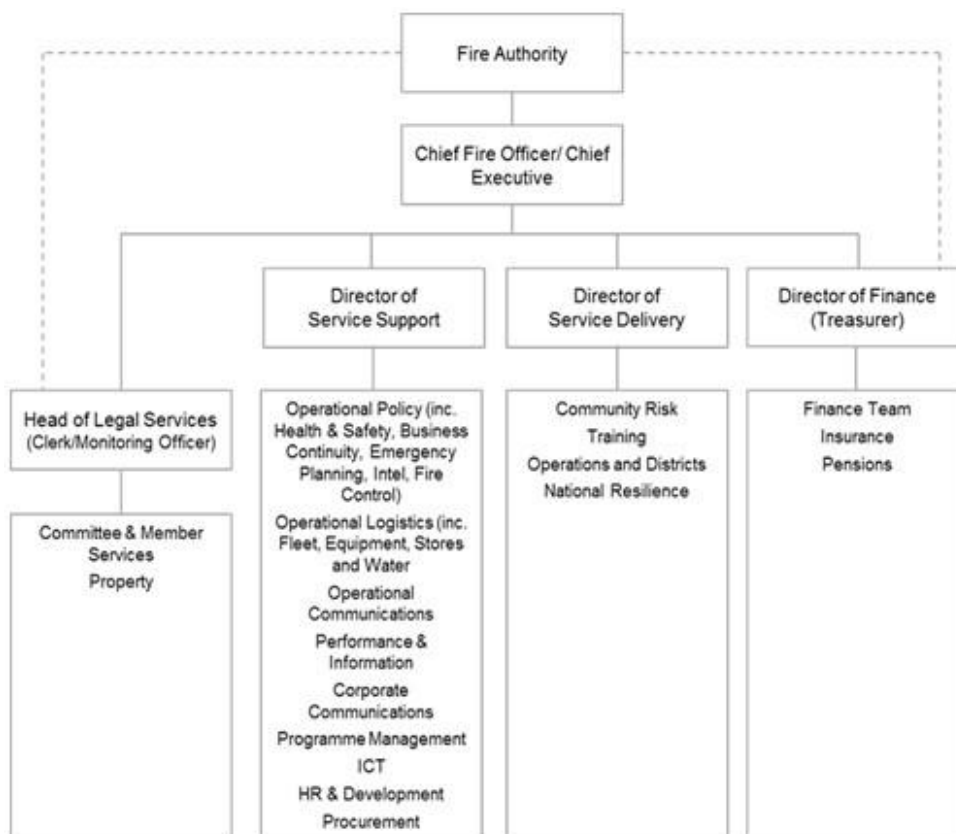 Fire Authority
Chief Fire Officer/ Chief
Executive
Director of
Service Support
Director of
Service Delivery
Director of Finance
(Treasurer)
Head of Legal Services
(Clerk/Monitoring Officer)
Committee & Member
Services
Property
Operational Policy (inc.
Health & Safety, Business
Continuity, Emergency
Planning, Intel, Fire
Control)
Operational Logistics (inc.
Fleet, Equipment, Stores
and Water
Operational
Communications
Performance &
Information
Corporate
Communications
Programme Management
ICT
HR & Development
Procurement
Community Risk
Training
Operations and Districts
National Resilience
Finance Team
Insurance
Pensions